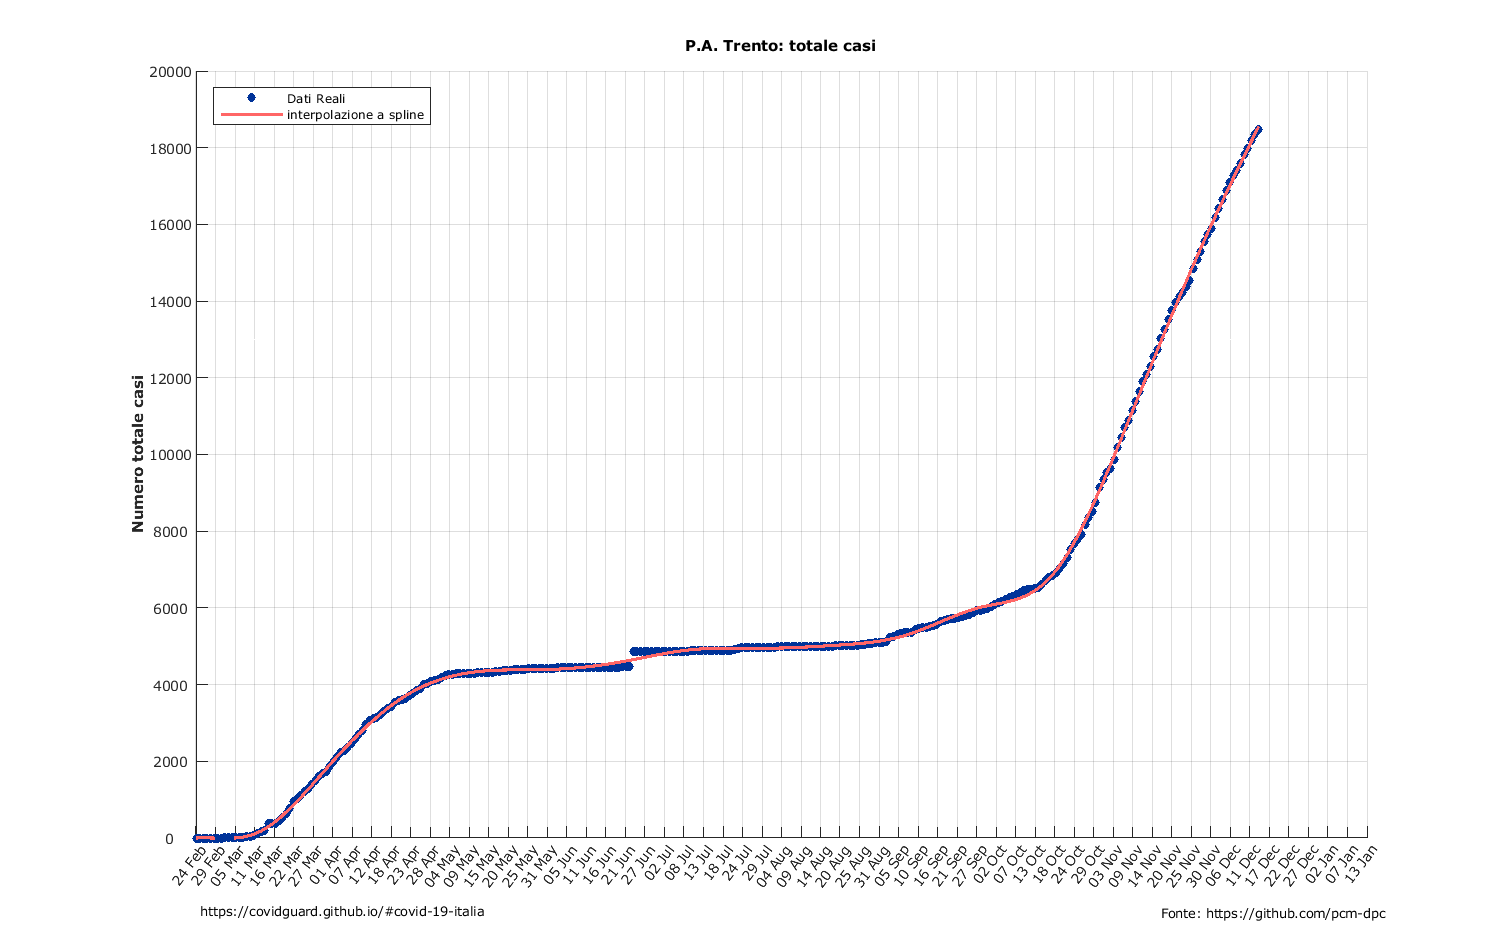 P.A. Trento: totale casi
Dati Reali
interpolazione a spline
Numero totale casi
20000
18000
16000
14000
12000
10000
8000
6000
4000
2000
0
24 Feb
29 Feb
05 Mar
11 Mar
16 Mar
22 Mar
27 Mar
01 Apr
07 Apr
12 Apr
18 Apr
23 Apr
28 Apr
04 May
09 May
15 May
20 May
25 May
31 May
05 Jun
11 Jun
16 Jun
21 Jun
27 Jun
02 Jul
08 Jul
13 Jul
18 Jul
24 Jul
29 Jul
04 Aug
09 Aug
14 Aug
20 Aug
25 Aug
31 Aug
05 Sep
10 Sep
16 Sep
21 Sep
27 Sep
02 Oct
07 Oct
13 Oct
18 Oct
24 Oct
29 Oct
03 Nov
09 Nov
14 Nov
20 Nov
25 Nov
30 Nov
06 Dec
11 Dec
17 Dec
22 Dec
27 Dec
02 Jan
07 Jan
13 Jan
https://covidguard.github.io/#covid-19-italia
Fonte: https://github.com/pcm-dpc